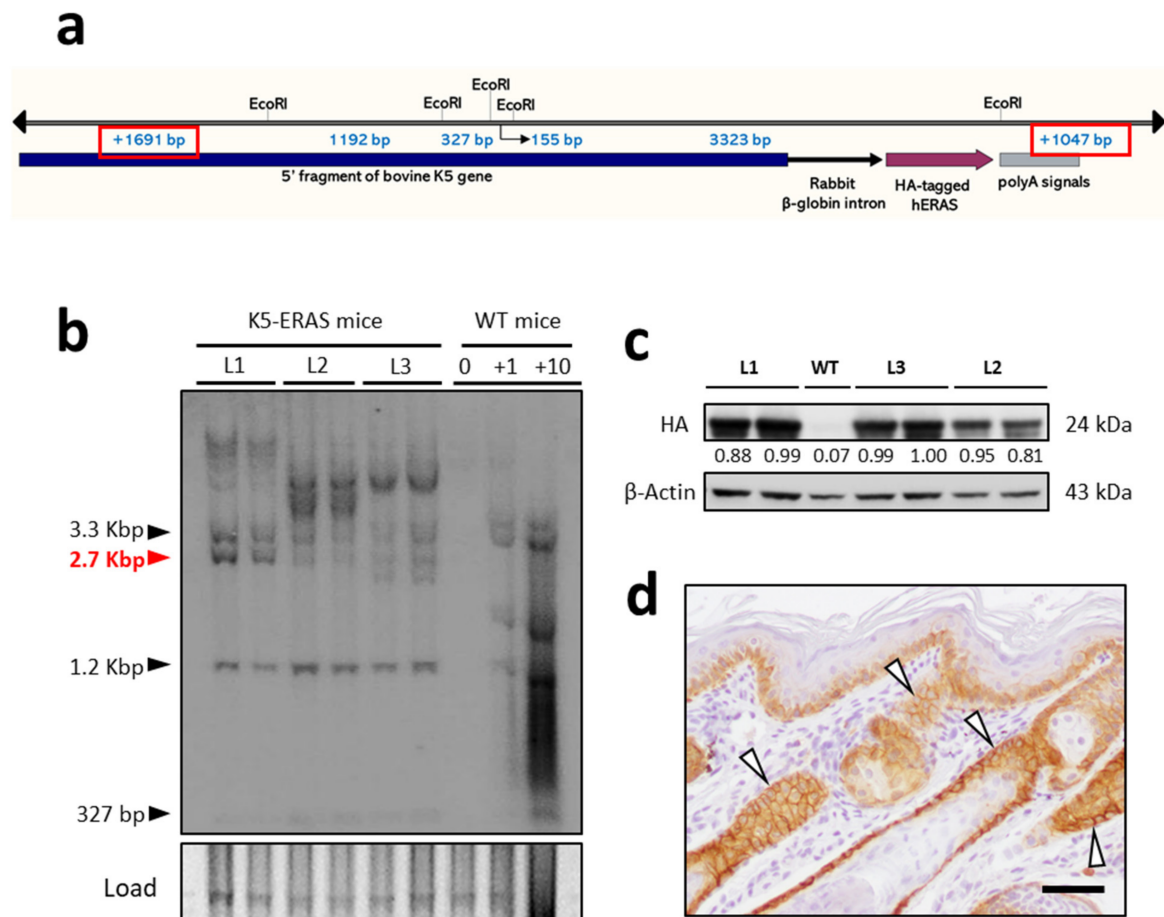 a
EcoRI
EcoRI EcoRI EcoRI
+1691 bp 1192 bp 327 bp 155 bp 3323 bp +1047 bp
5' fragment of bovine K5 gene
Rabbit
β-globin intron
HA-tagged
hERAS
polyA signals
b
K5-ERAS mice WT mice
L1 L2 L3 0 +1 +10
3.3 Kbp
2.7 Kbp
1.2 Kbp
327 bp
Load
c
L1 WT L3 L2
HA 24 kDa
0.88 0.99 0.07 0.99 1.00 0.95 0.81
β-Actin 43 kDa
d